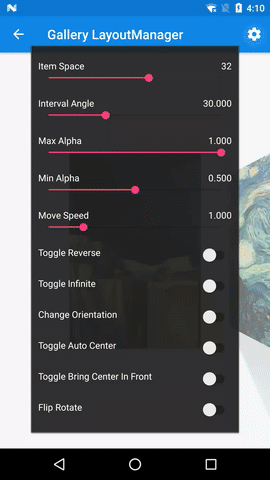 4:10
Gallery LayoutManager
Item Space 32
Interval Angle 30.000
Max Alpha 1.000
Min Alpha 0.500
Move Speed 1.000
Toggle Reverse
Toggle Infinite
Change Orientation
Toggle Auto Center
Toggle Bring Center In Front
Flip Rotate